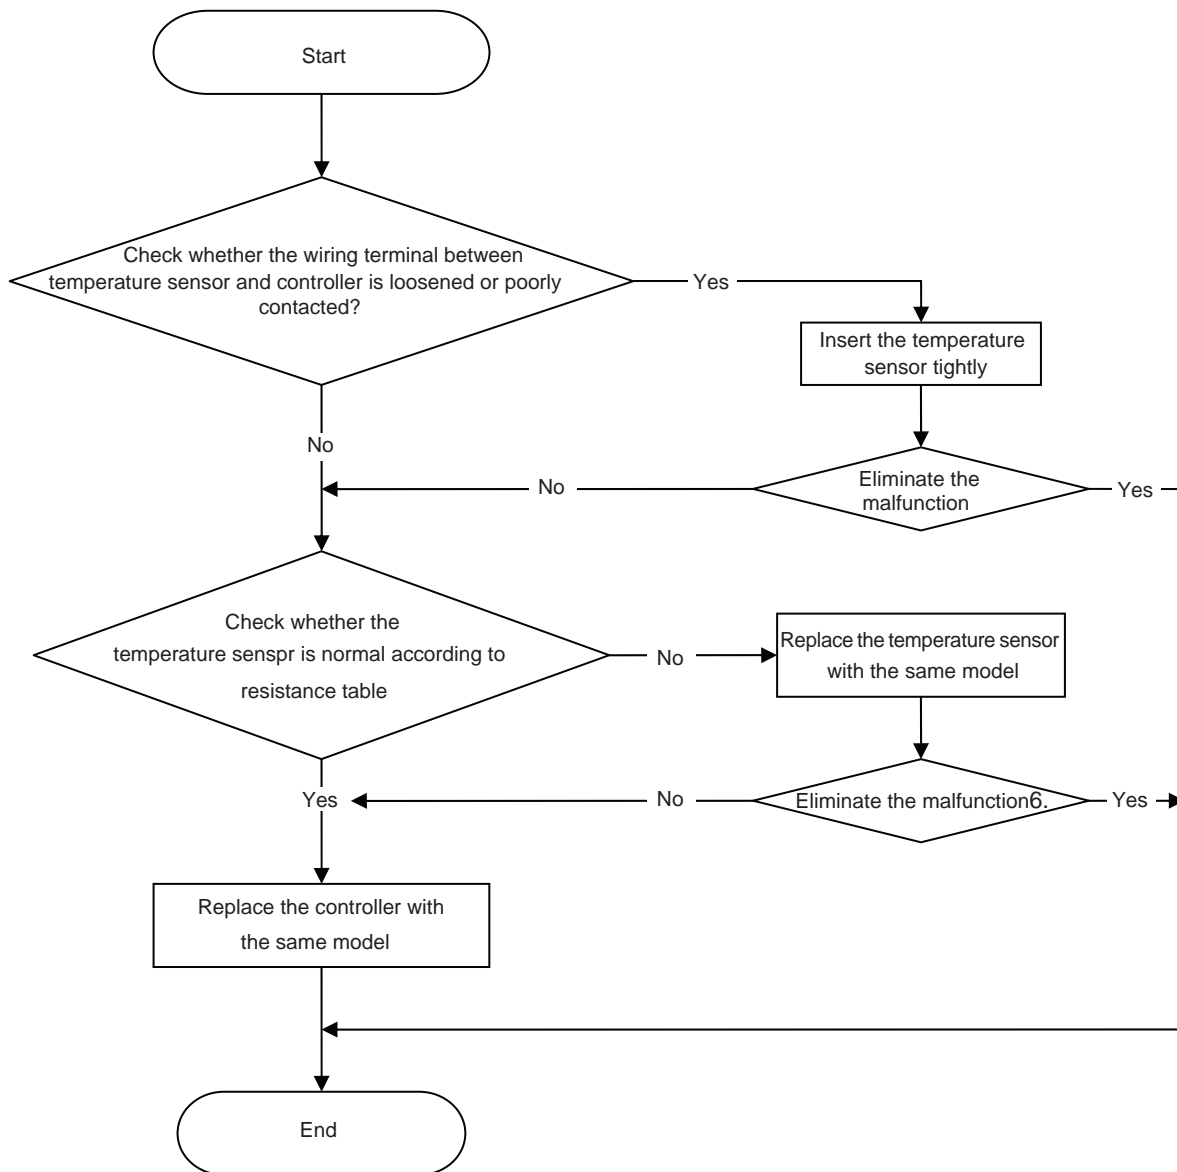 Start
Check whether the wiring terminal between
temperature sensor and controller is loosened or poorly
contacted?
Yes
Insert the temperature
sensor tightly
No
Eliminate the
malfunction
No
Yes
Check whether the
temperature senspr is normal according to
resistance table
No
Replace the temperature sensor
with the same model
Yes
No
Eliminate the malfunction6.
Yes
Replace the controller with
the same model
End